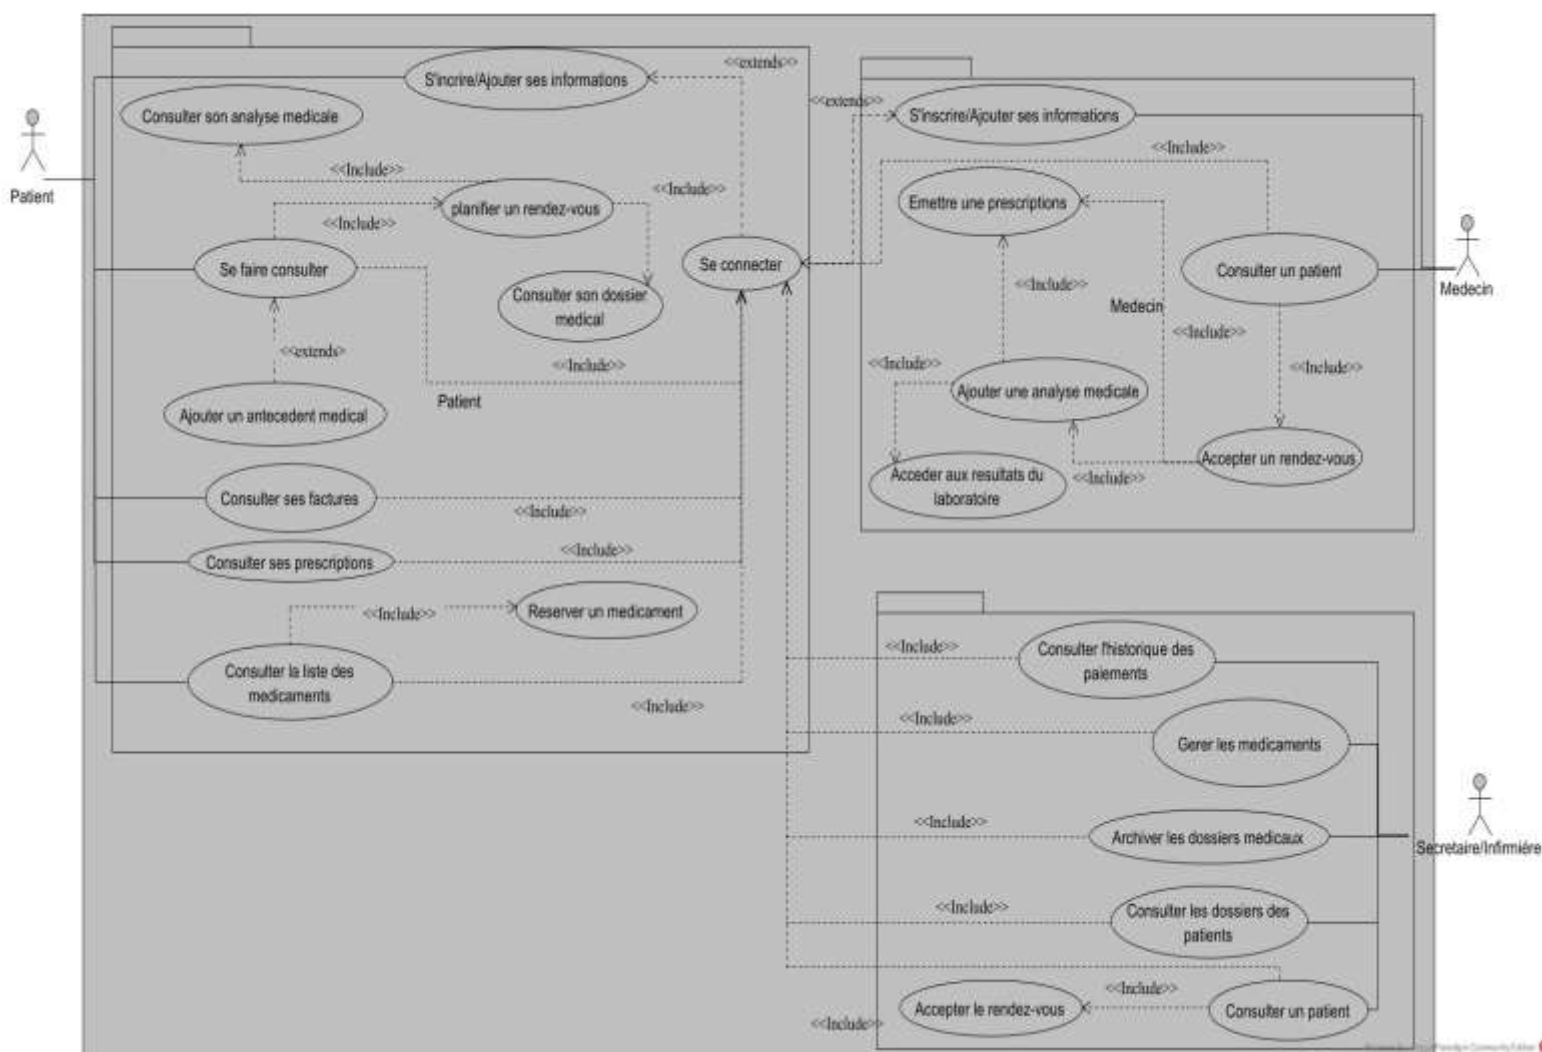 <<extends>>
S'incrire/Ajouter ses informations
<<extends>>
S'inscrire/Ajouter ses informations
Consulter son analyse medicale
<<Include>>
<<Include>>
<<Include>>
<<Include>>
Patient
planifier un rendez-vous
Emettre une prescriptions
<<Include>>
Se faire consulter
Se connecter
Consulter un patient
Medecin
Consulter son dossier
medical
<<Include>>
Medecin
<<Include>>
<<extends>
<<Include>>
<<Include>>
<<Include>>
Ajouter une analyse medicale
Patient
Ajouter un antecedent medical
Accepter un rendez-vous
Acceder aux resultats du
laboratoire
<<Include>>
Consulter ses factures
<<Include>>
<<Include>>
Consulter ses prescriptions
<<Include>>
Reserver un medicament
<<Include>>
Consulter l'historique des
paiements
Consulter la liste des
medicaments
<<Include>>
<<Include>>
Gerer les medicaments
<<Include>>
Archiver les dossiers medicaux
Secretaire/Infirmiére
<<Include>>
Consulter les dossiers des
patients
<<Include>>
Accepter le rendez-vous
Consulter un patient
<<Include>>